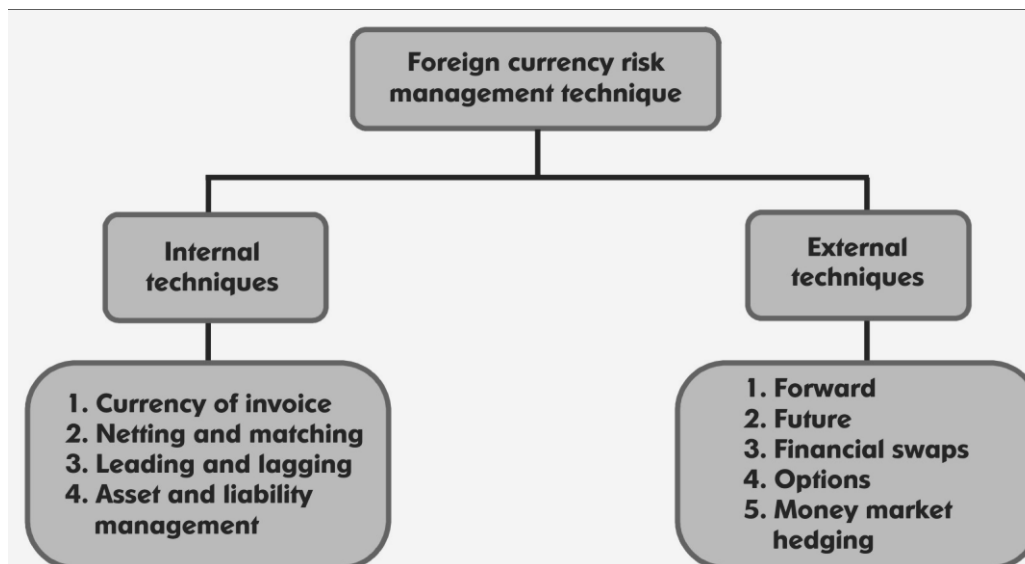 Foreign currency risk
management technique
Internal
techniques
External
techniques
1. Currency of invoice
2. Netting and matching
3. Leading and lagging
4. Asset and liability
management
1. Forward
2. Future
3. Financial swaps
4. Options
5. Money market
hedging